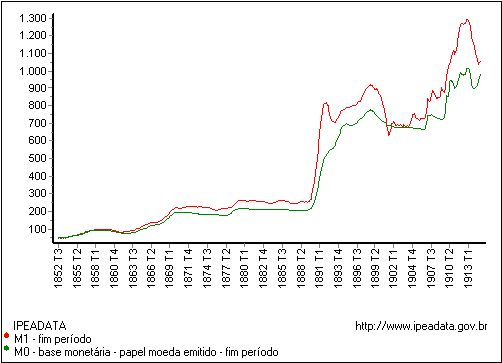 1.300
1.200
1.100
1.000
900
800
700
600
500
400
300
200
100
1852 T3
1855 T2
1858 T1
1860 T4
1863 T3
1866 T2
1869 T1
1871 T4
1874 T3
1877 T2
1880 T1
1882 T4
1885 T3
1888 T2
1891 T1
1893 T4
1896 T3
1899 T2
1902 T1
1904 T4
1907 T3
1910 T2
1913 T1
IPEADATA http://www.ipeadata.gov.br
M1 - fim período
M0 - base monetária - papel moeda emitido - fim período